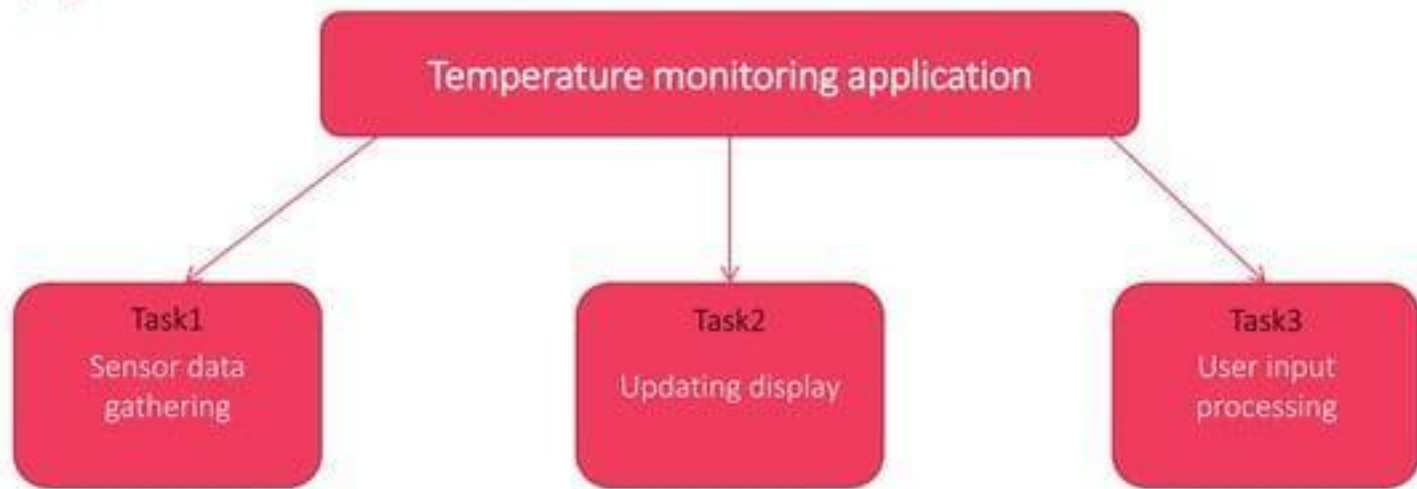 Temperature monitoring application
Task1
Sensor data
gathering
Task2
Updating display
Task3
User input
processing